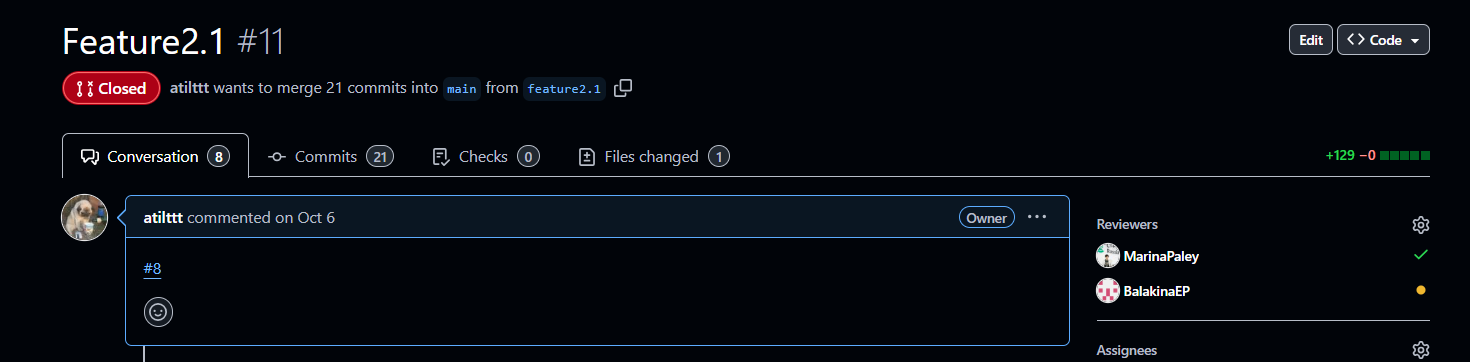 Feature2.1 #11
Edit
Code
Closed
atilttt wants to merge 21 commits into main from feature2.1
Conversation 8
Commits 21
Checks 0
Files changed 1
+129 −0
atilttt commented on Oct 6
Owner
#8
Reviewers
MarinaPaley
BalakinaEP
Assignees